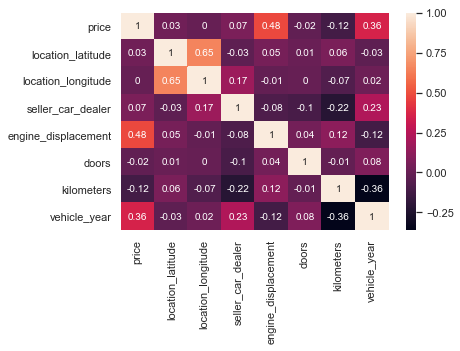 price 1 0.03 0 0.07 0.48 -0.02 -0.12 0.36
location_latitude 0.03 1 0.65 -0.03 0.05 0.01 0.06 -0.03
location_longitude 0 0.65 1 0.17 -0.01 0 -0.07 0.02
seller_car_dealer 0.07 -0.03 0.17 1 -0.08 -0.1 -0.22 0.23
engine_displacement 0.48 0.05 -0.01 -0.08 1 0.04 0.12 -0.12
doors -0.02 0.01 0 -0.1 0.04 1 -0.01 0.08
kilometers -0.12 0.06 -0.07 -0.22 0.12 -0.01 1 -0.36
vehicle_year 0.36 -0.03 0.02 0.23 -0.12 0.08 -0.36 1
price
location_latitude
location_longitude
seller_car_dealer
engine_displacement
doors
kilometers
vehicle_year
1.00
0.75
0.50
0.25
0.00
−0.25